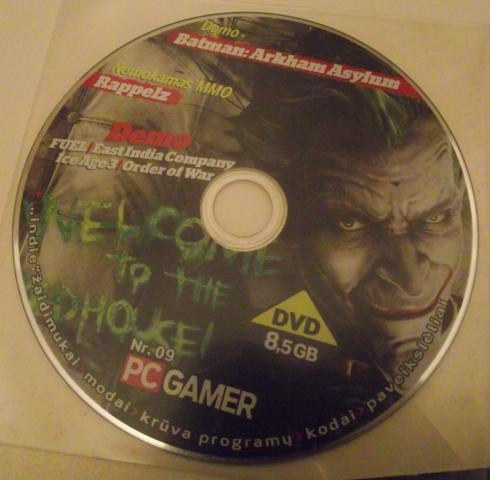 Demo
Batman: Arkham Asylum
Nemokamas MMO
Rappelz
Demo
FUEL / East India Company
Ice Age 3 / Order of War
WELCOME
TO THE
MADHOUSE!
DVD
8,5GB
Nr. 09
PC GAMER
„indie“ žaidimukai › modai › krūva programų › kodai › paveikslėliai